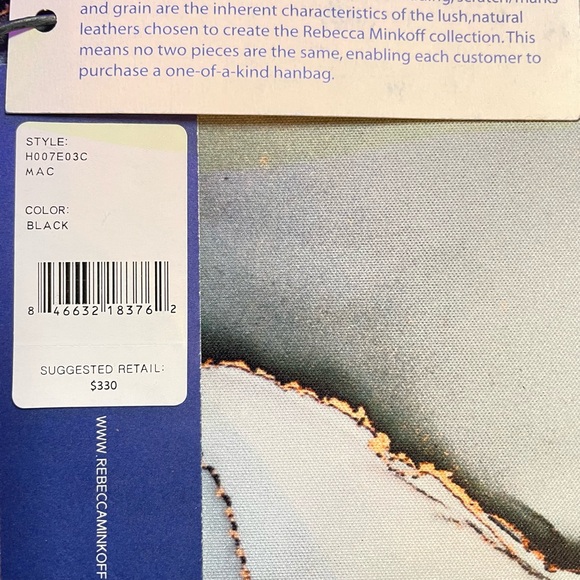 scratch/marks
and grain are the inherent characteristics of the lush,natural
leathers chosen to create the Rebecca Minkoff collection.This
means no two pieces are the same,enabling each customer to
purchase a one-of-a-kind hanbag.
STYLE:
H007E03C
MAC
COLOR:
BLACK
8 46632 18376 2
SUGGESTED RETAIL:
$330
WWW.REBECCAMINKOFF